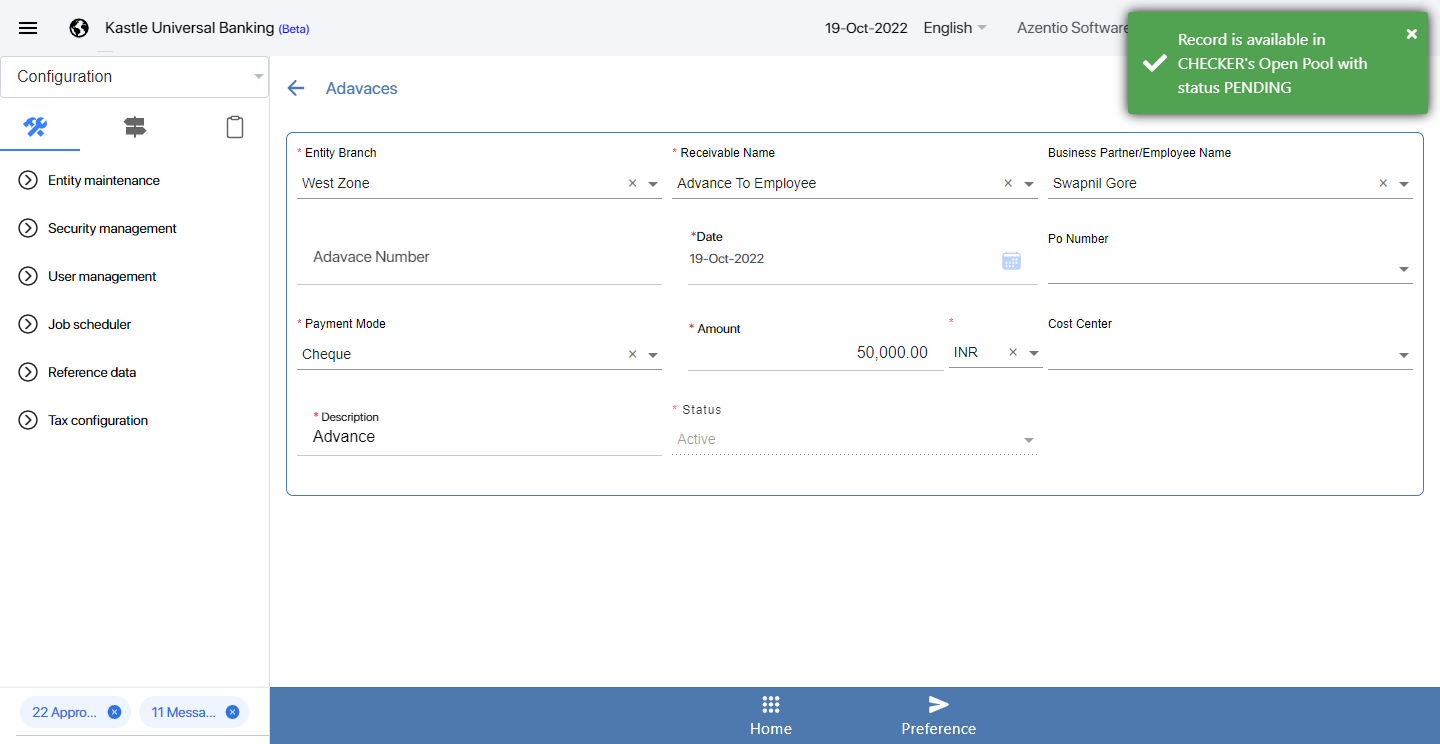 Kastle Universal Banking (Beta)
19-Oct-2022
English
Azentio Software
Record is available in
CHECKER's Open Pool with
status PENDING
Configuration
Adavaces
Entity maintenance
Security management
User management
Job scheduler
Reference data
Tax configuration
* Entity Branch
West Zone
* Receivable Name
Advance To Employee
Business Partner/Employee Name
Swapnil Gore
Adavace Number
*Date
19-Oct-2022
Po Number
* Payment Mode
Cheque
* Amount
50,000.00
*
INR
Cost Center
* Description
Advance
* Status
Active
22 Appro...
11 Messa...
Home
Preference